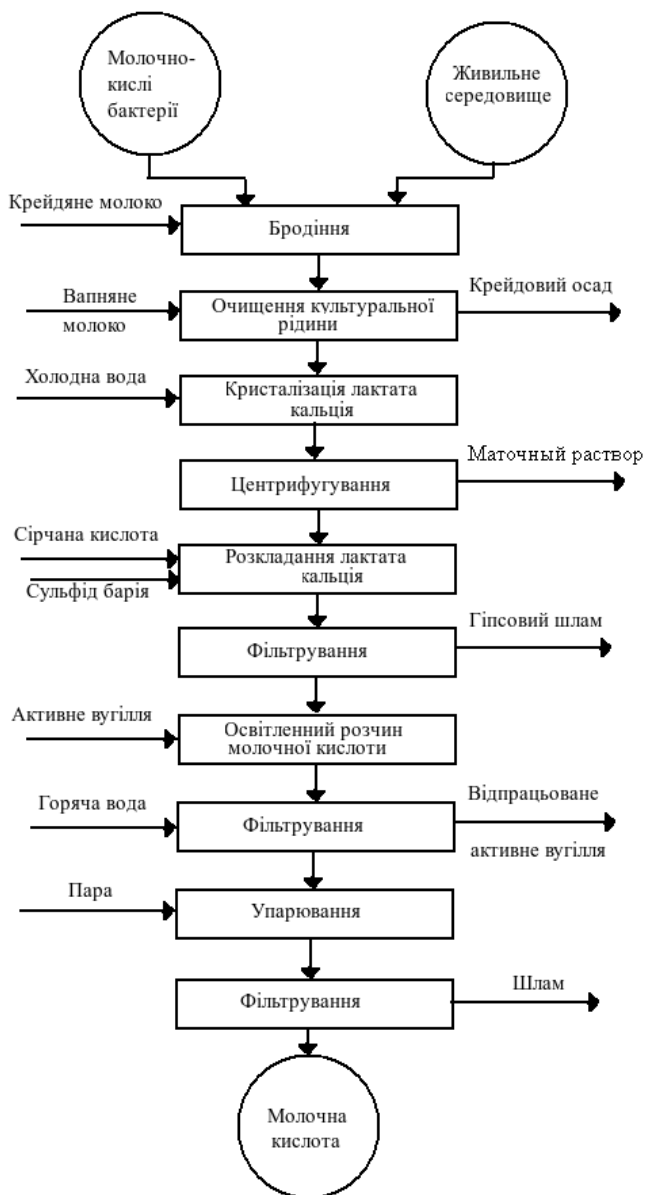 Молочно-
кислі
бактерії
Живильне
середовище
Крейдяне молоко
Бродіння
Вапняне
молоко
Очищення культуральної
рідини
Крейдовий осад
Холодна вода
Кристалізація лактата
кальція
Центрифугування
Маточный раствор
Сірчана кислота
Сульфід барія
Розкладання лактата
кальція
Фільтрування
Гіпсовий шлам
Активне вугілля
Освітленний розчин
молочної кислоти
Горяча вода
Фільтрування
Відпрацьоване
активне вугілля
Пара
Упарювання
Фільтрування
Шлам
Молочна
кислота